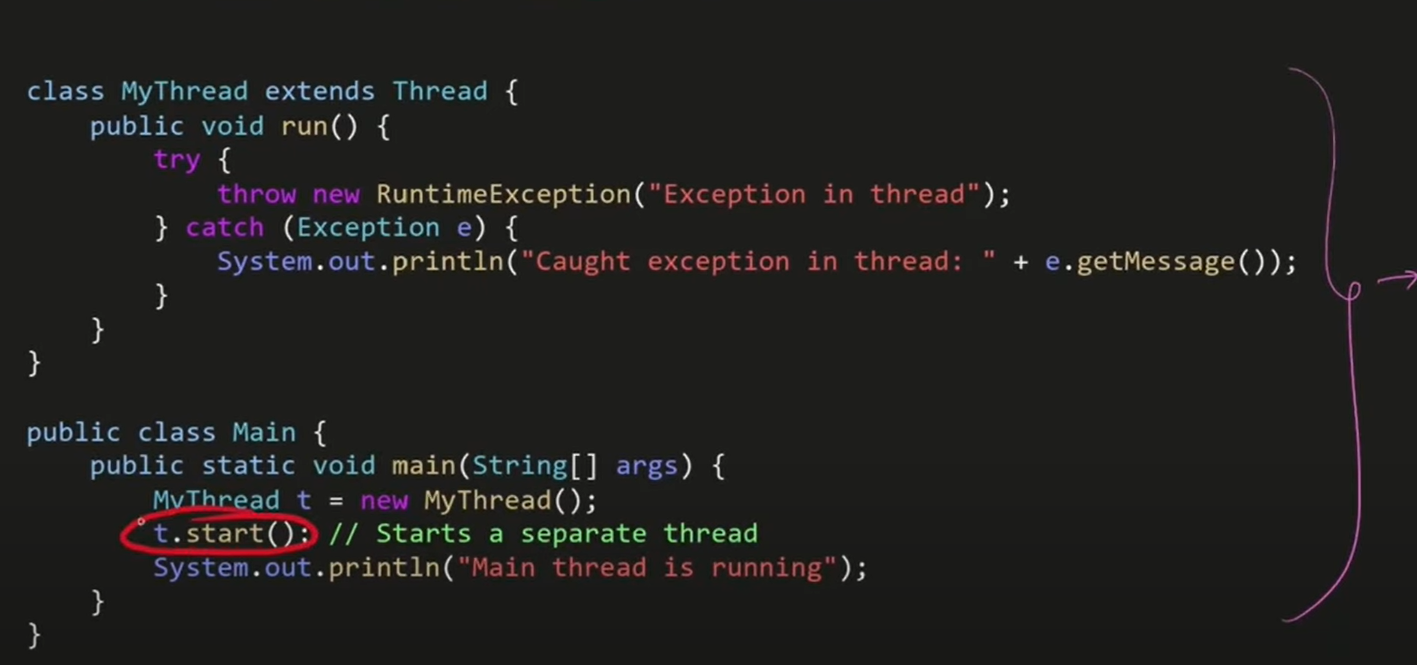 class MyThread extends Thread {
    public void run() {
        try {
            throw new RuntimeException("Exception in thread");
        } catch (Exception e) {
            System.out.println("Caught exception in thread: " + e.getMessage());
        }
    }
}
public class Main {
    public static void main(String[] args) {
        MyThread t = new MyThread();
        t.start(); // Starts a separate thread
        System.out.println("Main thread is running");
    }
}